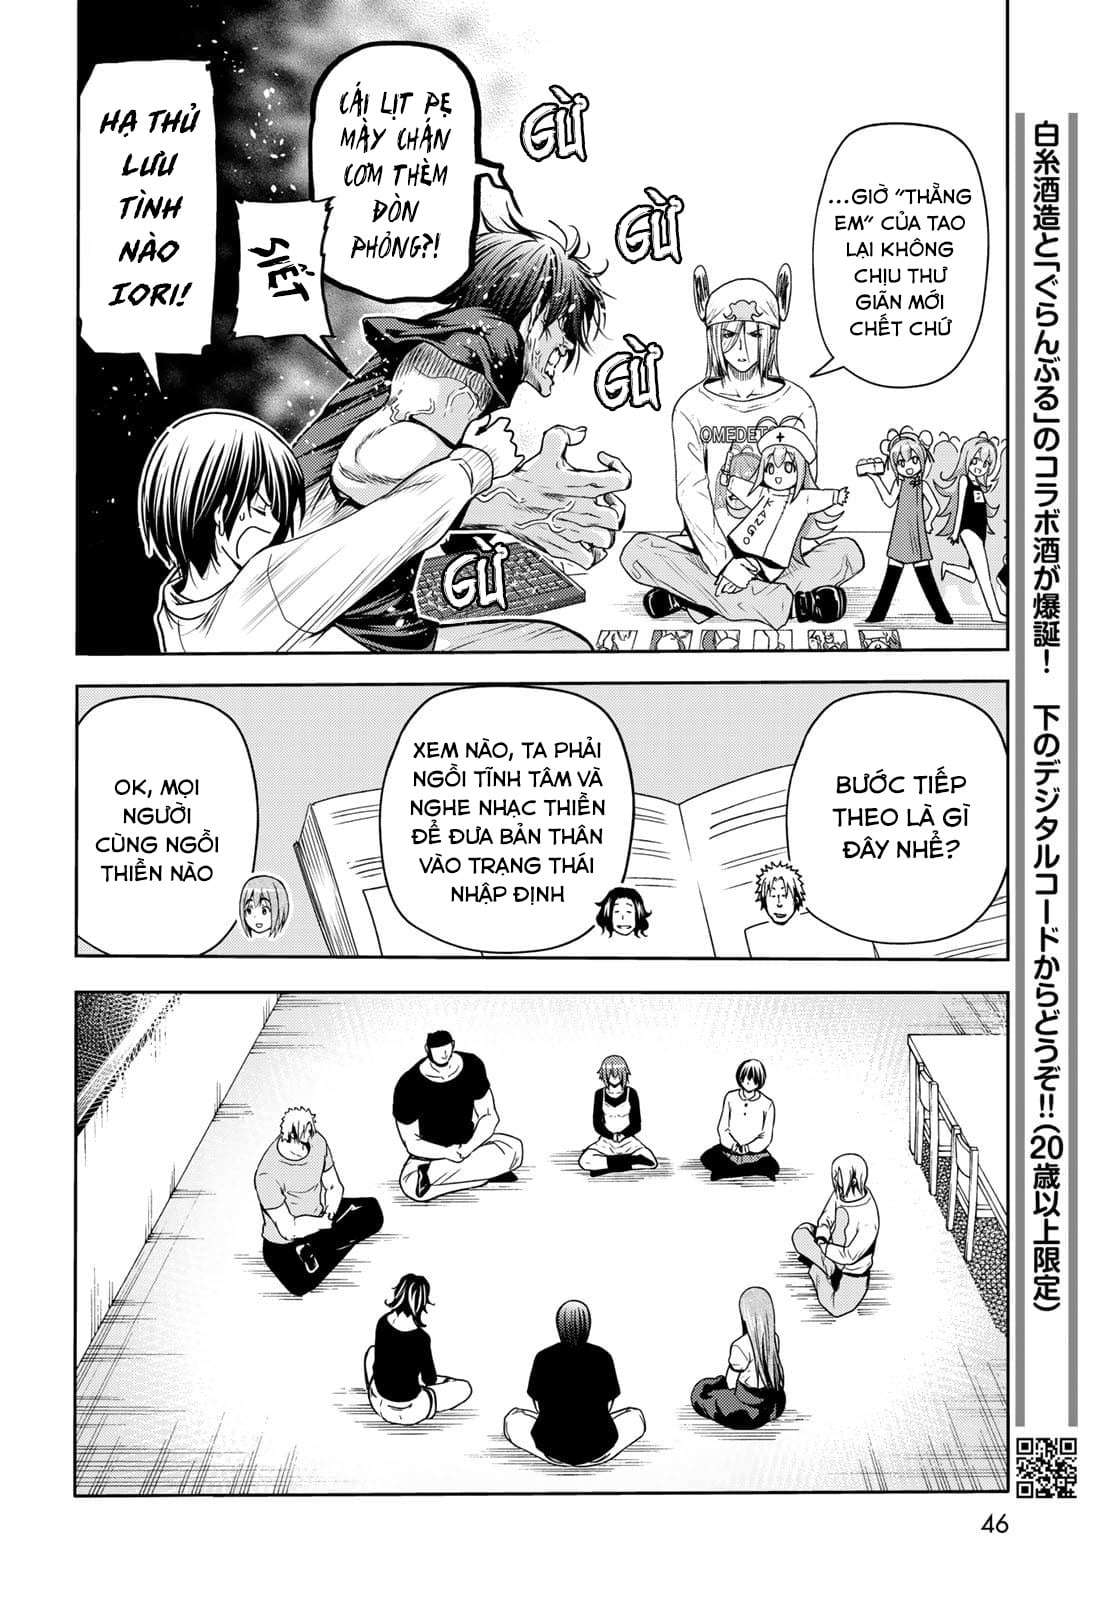 ...GIỜ "THẰNG
EM" CỦA TAO
LẠI KHÔNG
CHỊU THƯ
GIÃN MỚI
CHẾT CHỨ
GỪ
GỪ
GỪ
GỪ
CÁI LỊT PẸ
MÀY CHÁN
CƠM THÈM
ĐÒN
PHỎNG?!
SIẾT
HẠ THỦ
LƯU
TÌNH
NÀO
IORI!
OMEDET
KANGO
BƯỚC TIẾP
THEO LÀ GÌ
ĐÂY NHỂ?
XEM NÀO, TA PHẢI
NGỒI TĨNH TÂM VÀ
NGHE NHẠC THIỀN
ĐỂ ĐƯA BẢN THÂN
VÀO TRẠNG THÁI
NHẬP ĐỊNH
OK, MỌI
NGƯỜI
CÙNG NGỒI
THIỀN NÀO
白糸酒造と「ぐらんぶる」のコラボ酒が爆誕！ 下のデジタルコードからどうぞ!!（20歳以上限定）
46